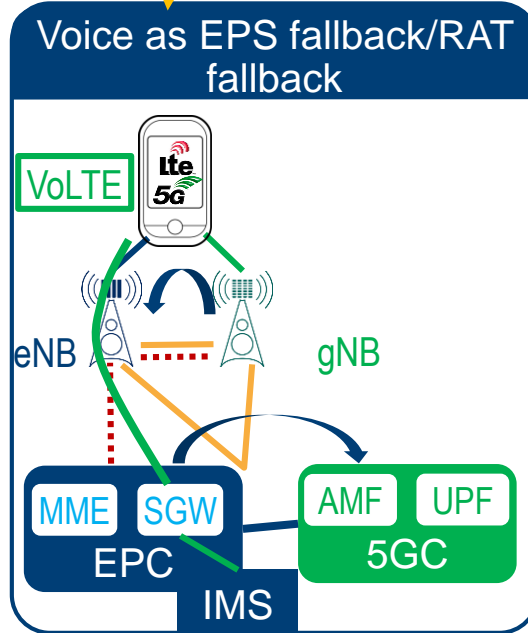 Voice as EPS fallback/RAT
fallback
VoLTE
lte
5G
eNB
gNB
MME
SGW
AMF
UPF
EPC
5GC
IMS